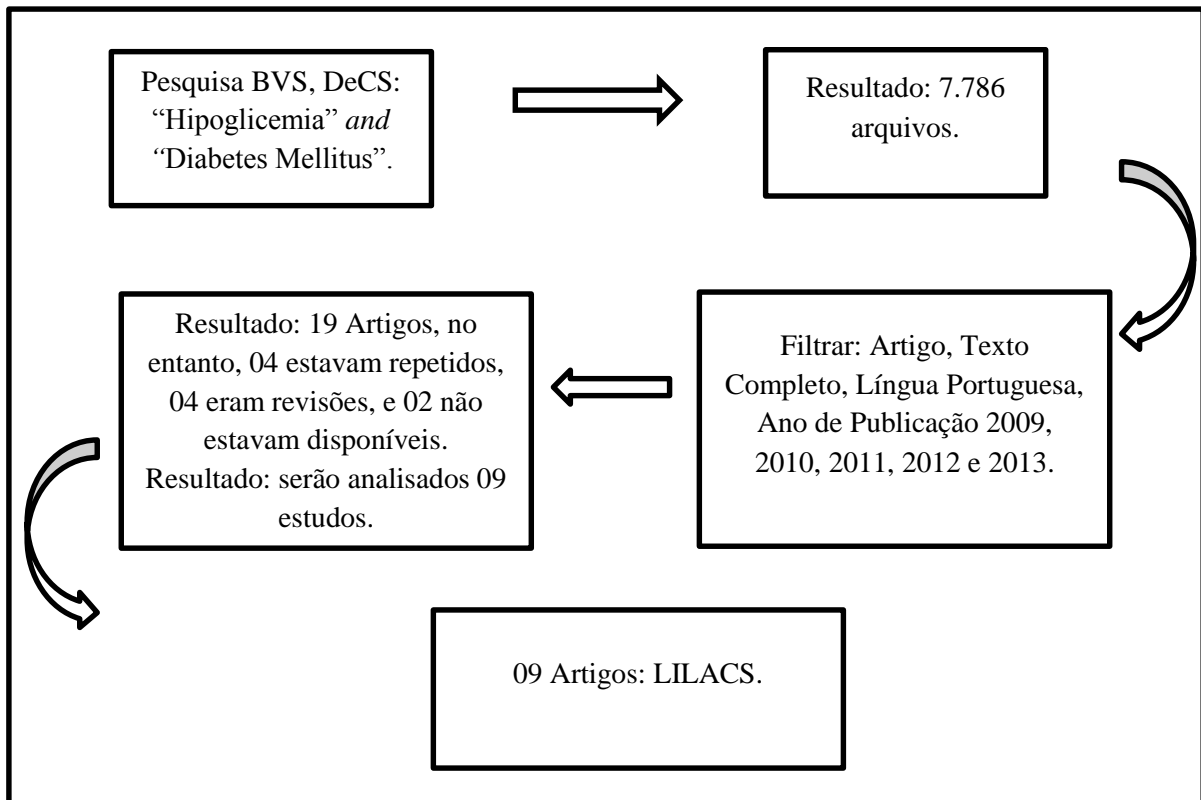 Pesquisa BVS, DeCS:
“Hipoglicemia” and
“Diabetes Mellitus”.
Resultado: 7.786
arquivos.
Filtrar: Artigo, Texto
Completo, Língua Portuguesa,
Ano de Publicação 2009,
2010, 2011, 2012 e 2013.
Resultado: 19 Artigos, no
entanto, 04 estavam repetidos,
04 eram revisões, e 02 não
estavam disponíveis.
Resultado: serão analisados 09
estudos.
09 Artigos: LILACS.